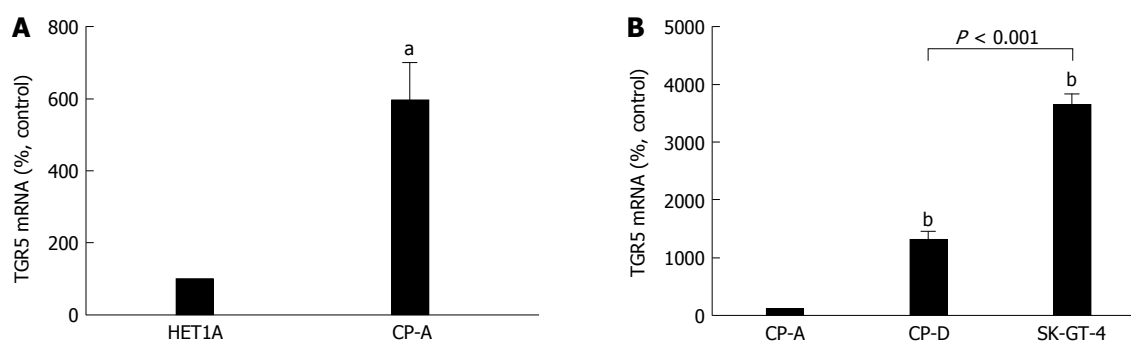 A
TGR5 mRNA (%, control)
800
600
400
200
0
a
HET1A
CP-A
B
TGR5 mRNA (%, control)
5000
4000
3000
2000
1000
0
P < 0.001
b
b
CP-A
CP-D
SK-GT-4